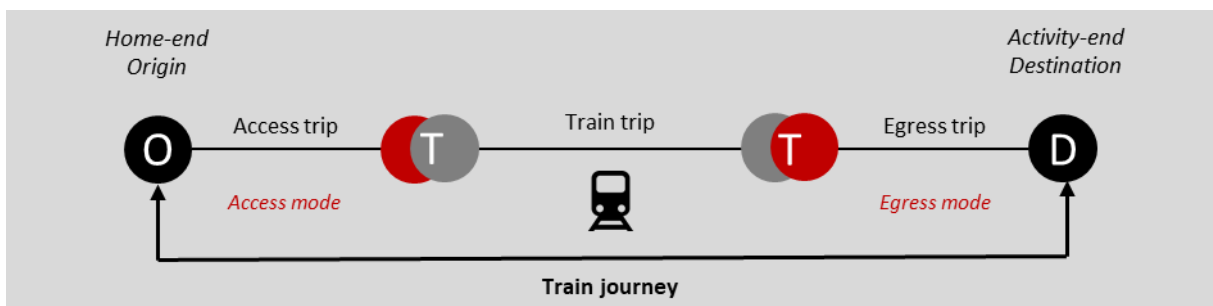 Home-end
Origin
Activity-end
Destination
Access trip
Train trip
Egress trip
O
T
T
D
Access mode
Egress mode
Train journey